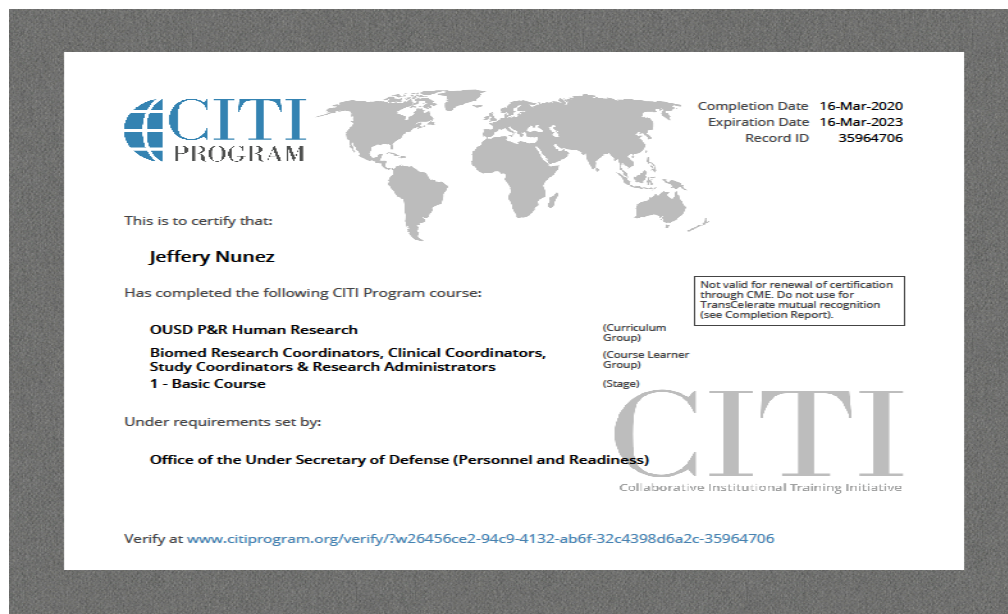 CITI
PROGRAM
Completion Date 16-Mar-2020
Expiration Date 16-Mar-2023
Record ID 35964706
This is to certify that:
Jeffery Nunez
Has completed the following CITI Program course:
Not valid for renewal of certification
through CME. Do not use for
TransCelerate mutual recognition
(see Completion Report).
OUSD P&R Human Research
(Curriculum
Group)
Biomed Research Coordinators, Clinical Coordinators,
Study Coordinators & Research Administrators
(Course Learner
Group)
1 - Basic Course
(Stage)
Under requirements set by:
Office of the Under Secretary of Defense (Personnel and Readiness)
CITI
Collaborative Institutional Training Initiative
Verify at www.citiprogram.org/verify/?w26456ce2-94c9-4132-ab6f-32c4398d6a2c-35964706